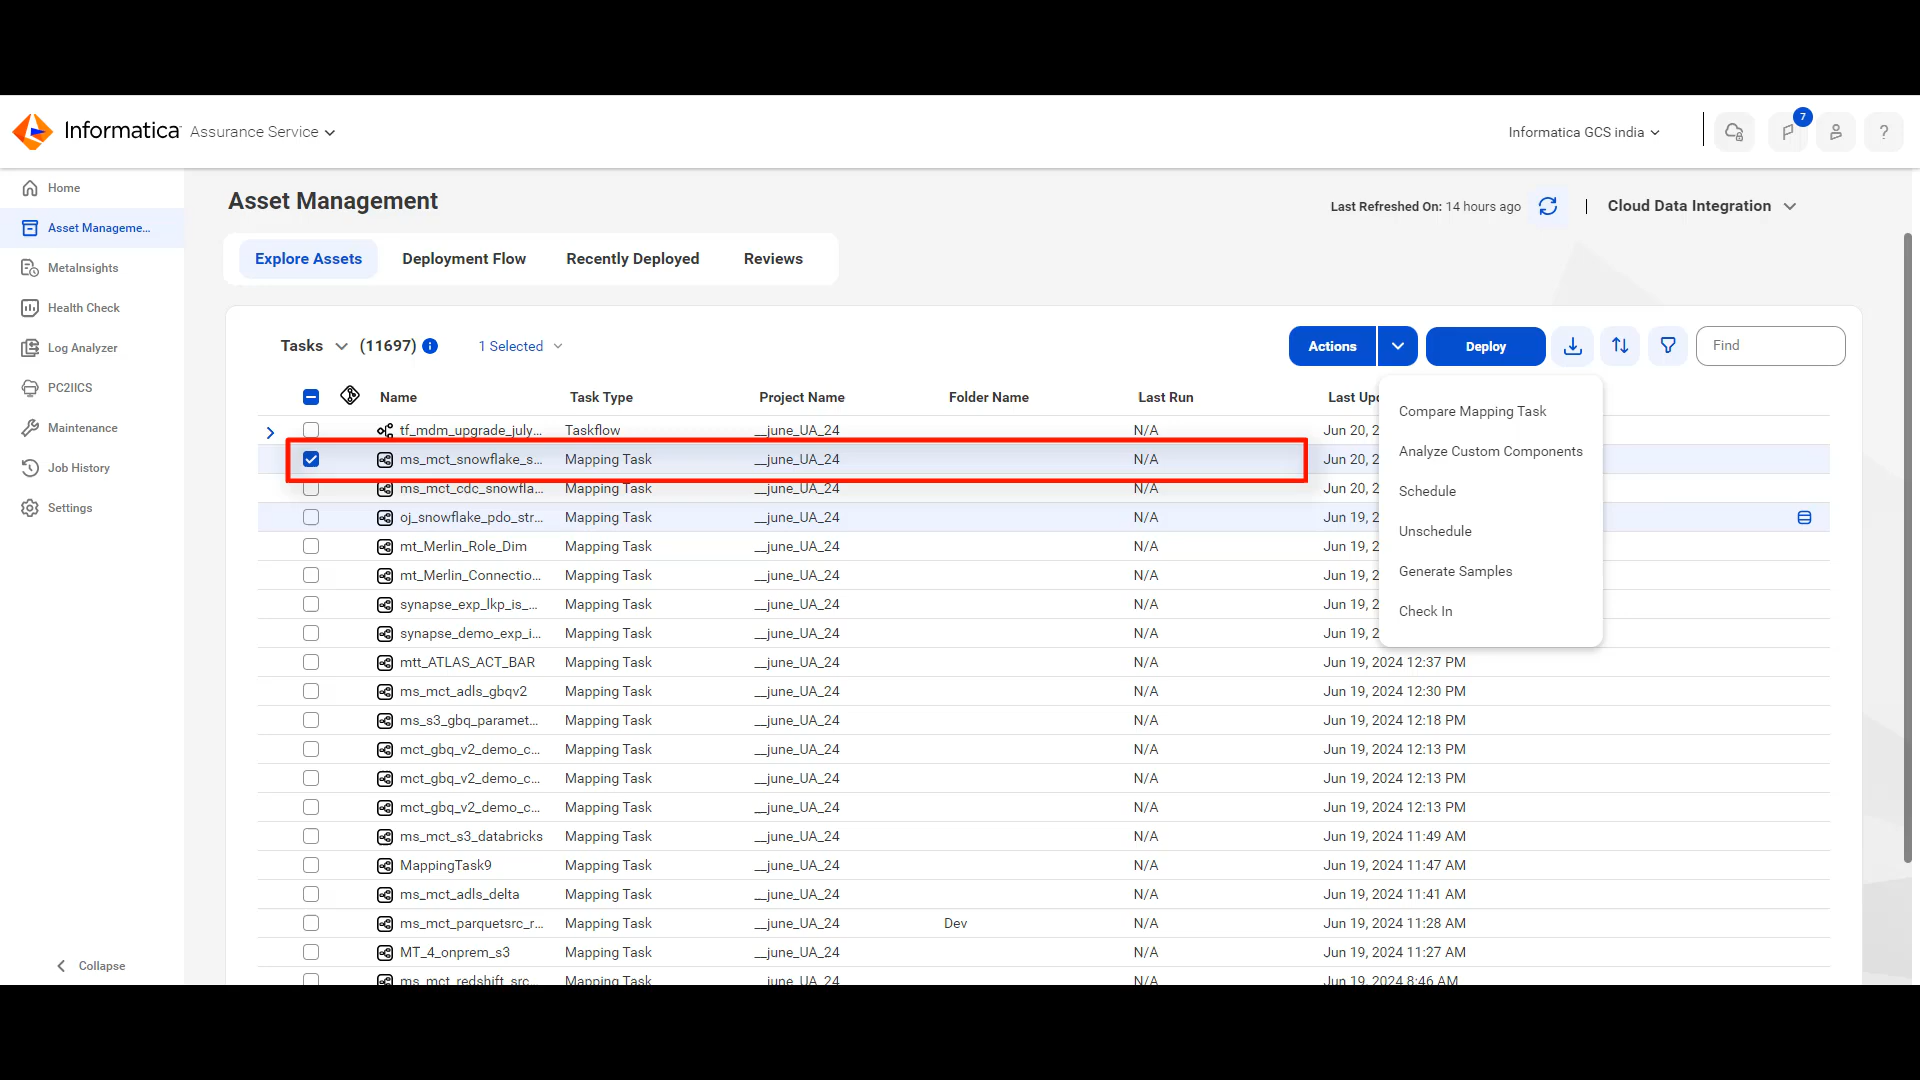 Informatica Assurance Service
Informatica GCS india
7
?
Home
Asset Manageme...
MetaInsights
Health Check
Log Analyzer
PC2IICS
Maintenance
Job History
Settings
Collapse
Asset Management
Last Refreshed On: 14 hours ago
Cloud Data Integration
Explore Assets Deployment Flow Recently Deployed Reviews
Tasks (11697) 1 Selected
Actions Deploy Find
Name Task Type Project Name Folder Name Last Run Last Upd
tf_mdm_upgrade_july... Taskflow __june_UA_24 N/A Jun 20, 2
ms_mct_snowflake_s... Mapping Task __june_UA_24 N/A Jun 20, 2
ms_mct_cdc_snowfla... Mapping Task __june_UA_24 N/A Jun 20, 2
oj_snowflake_pdo_str... Mapping Task __june_UA_24 N/A Jun 19, 2
mt_Merlin_Role_Dim Mapping Task __june_UA_24 N/A Jun 19, 2
mt_Merlin_Connectio... Mapping Task __june_UA_24 N/A Jun 19, 2
synapse_exp_lkp_is_... Mapping Task __june_UA_24 N/A Jun 19, 2
synapse_demo_exp_i... Mapping Task __june_UA_24 N/A Jun 19, 2
mtt_ATLAS_ACT_BAR Mapping Task __june_UA_24 N/A Jun 19, 2024 12:37 PM
ms_mct_adls_gbqv2 Mapping Task __june_UA_24 N/A Jun 19, 2024 12:30 PM
ms_s3_gbq_paramet... Mapping Task __june_UA_24 N/A Jun 19, 2024 12:18 PM
mct_gbq_v2_demo_c... Mapping Task __june_UA_24 N/A Jun 19, 2024 12:13 PM
mct_gbq_v2_demo_c... Mapping Task __june_UA_24 N/A Jun 19, 2024 12:13 PM
mct_gbq_v2_demo_c... Mapping Task __june_UA_24 N/A Jun 19, 2024 12:13 PM
ms_mct_s3_databricks Mapping Task __june_UA_24 N/A Jun 19, 2024 11:49 AM
MappingTask9 Mapping Task __june_UA_24 N/A Jun 19, 2024 11:47 AM
ms_mct_adls_delta Mapping Task __june_UA_24 N/A Jun 19, 2024 11:41 AM
ms_mct_parquetsrc_r... Mapping Task __june_UA_24 Dev N/A Jun 19, 2024 11:28 AM
MT_4_onprem_s3 Mapping Task __june_UA_24 N/A Jun 19, 2024 11:27 AM
ms_mct_redshift_src... Mapping Task __june_UA_24 N/A Jun 19, 2024 8:46 AM
Compare Mapping Task
Analyze Custom Components
Schedule
Unschedule
Generate Samples
Check In